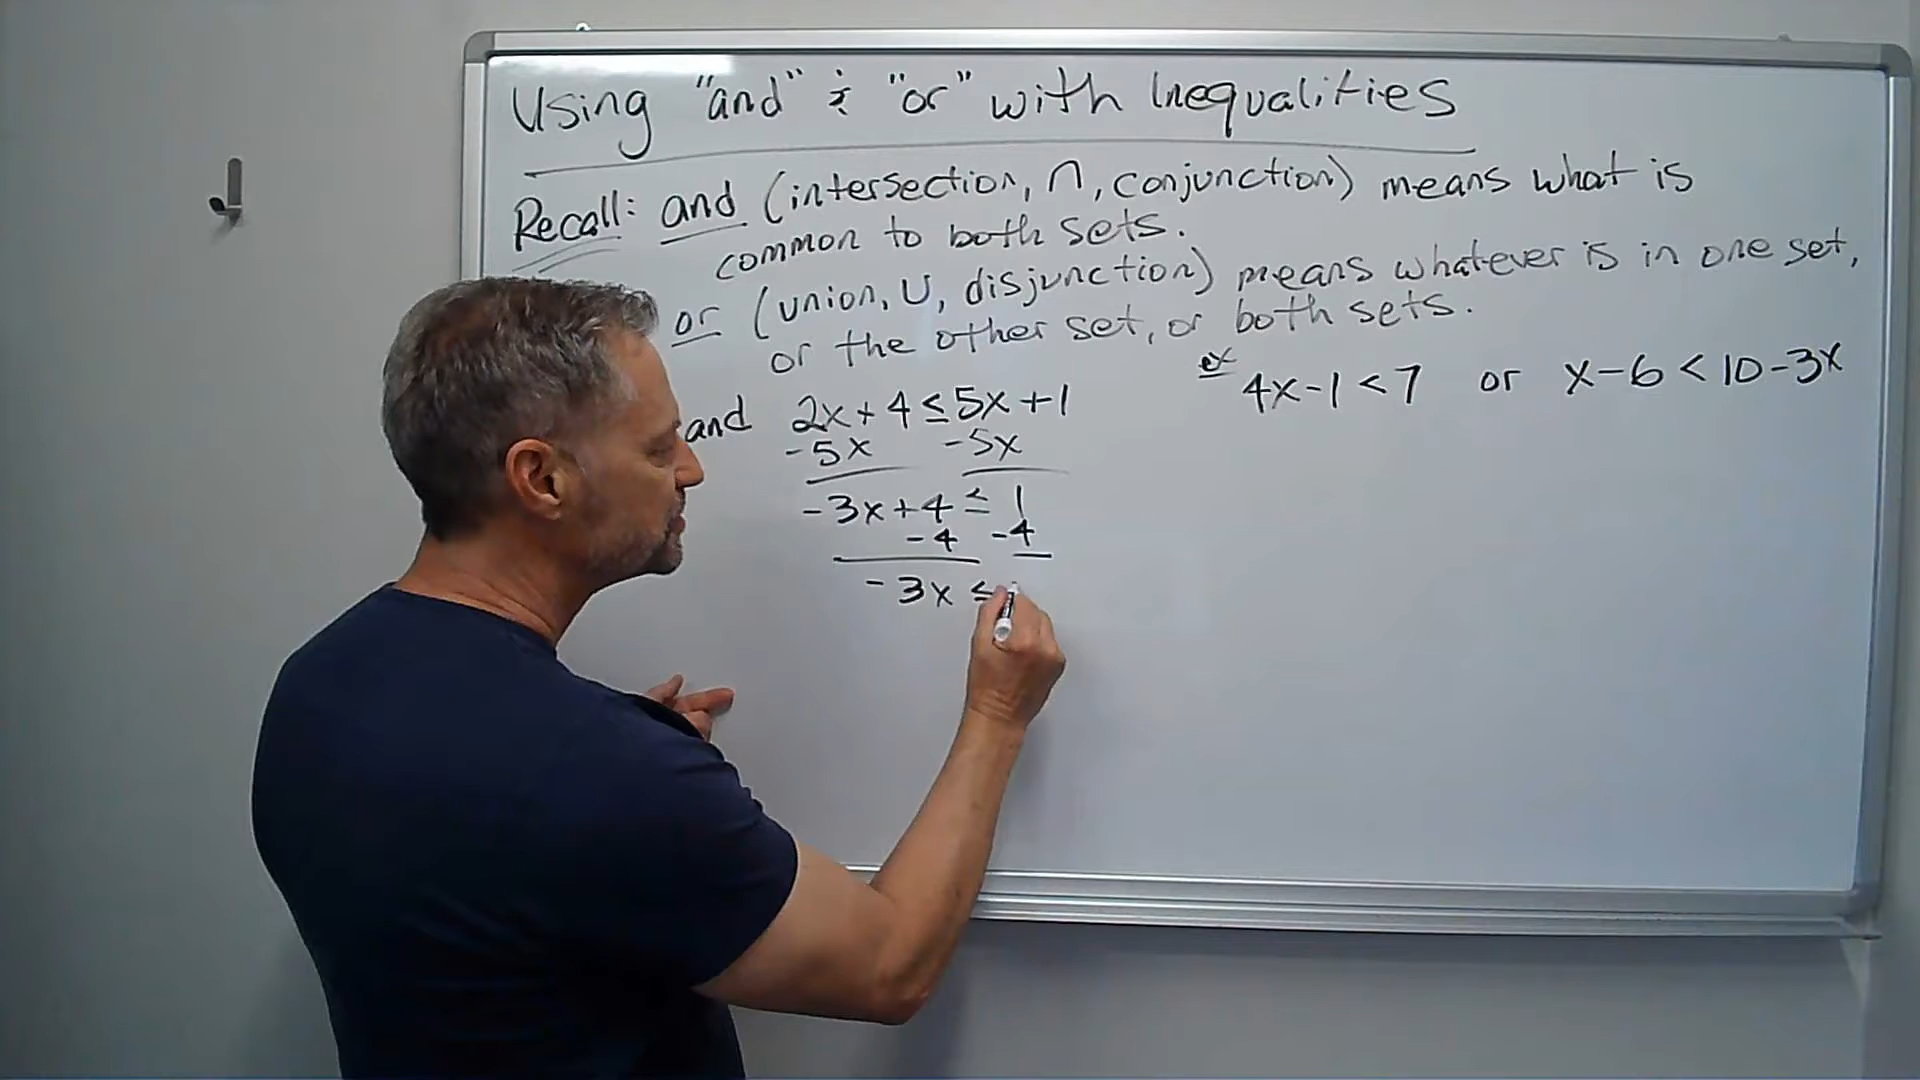 Using "and" & "or" with Inequalities
Recall: and (intersection, ∩, conjunction) means what is
common to both sets.
or (union, U, disjunction) means whatever is in one set,
or the other set, or both sets.
and 2x+4≤5x+1
-5x -5x
-3x+4≤1
-4 -4
-3x≤
ex 4x-1<7 or x-6<10-3x